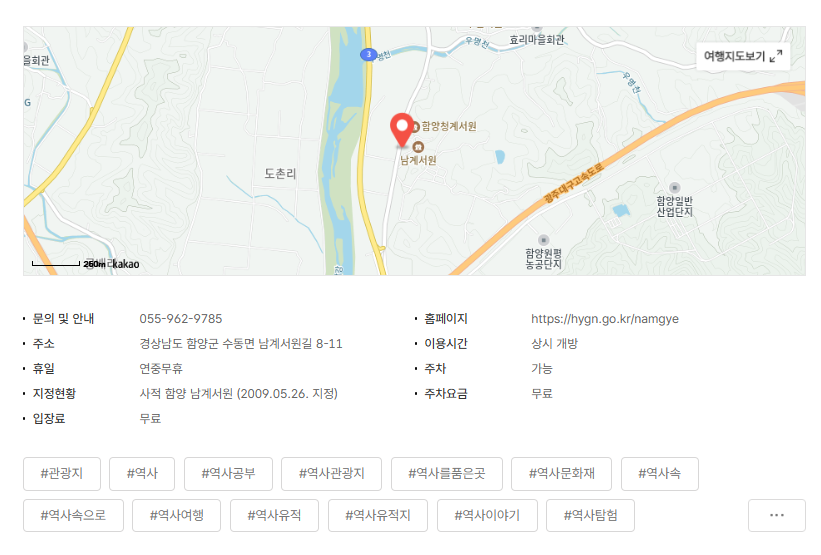 효리마을회관
우명천
을회관
3
명천
여행지도보기
우명천
G
함양청계서원
남계서원
도촌리
광주대구고속도로
함양일반
산업단지
함양원평
농공단지
250m
kakao
문의 및 안내 055-962-9785 홈페이지 https://hygn.go.kr/namgye
주소 경상남도 함양군 수동면 남계서원길 8-11 이용시간 상시 개방
휴일 연중무휴 주차 가능
지정현황 사적 함양 남계서원 (2009.05.26. 지정) 주차요금 무료
입장료 무료
#관광지 #역사 #역사공부 #역사관광지 #역사를품은곳 #역사문화재 #역사속
#역사속으로 #역사여행 #역사유적 #역사유적지 #역사이야기 #역사탐험 ···